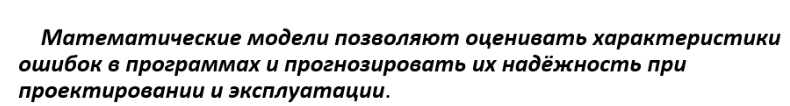 Математические модели позволяют оценивать характеристики
ошибок в программах и прогнозировать их надёжность при
проектировании и эксплуатации.